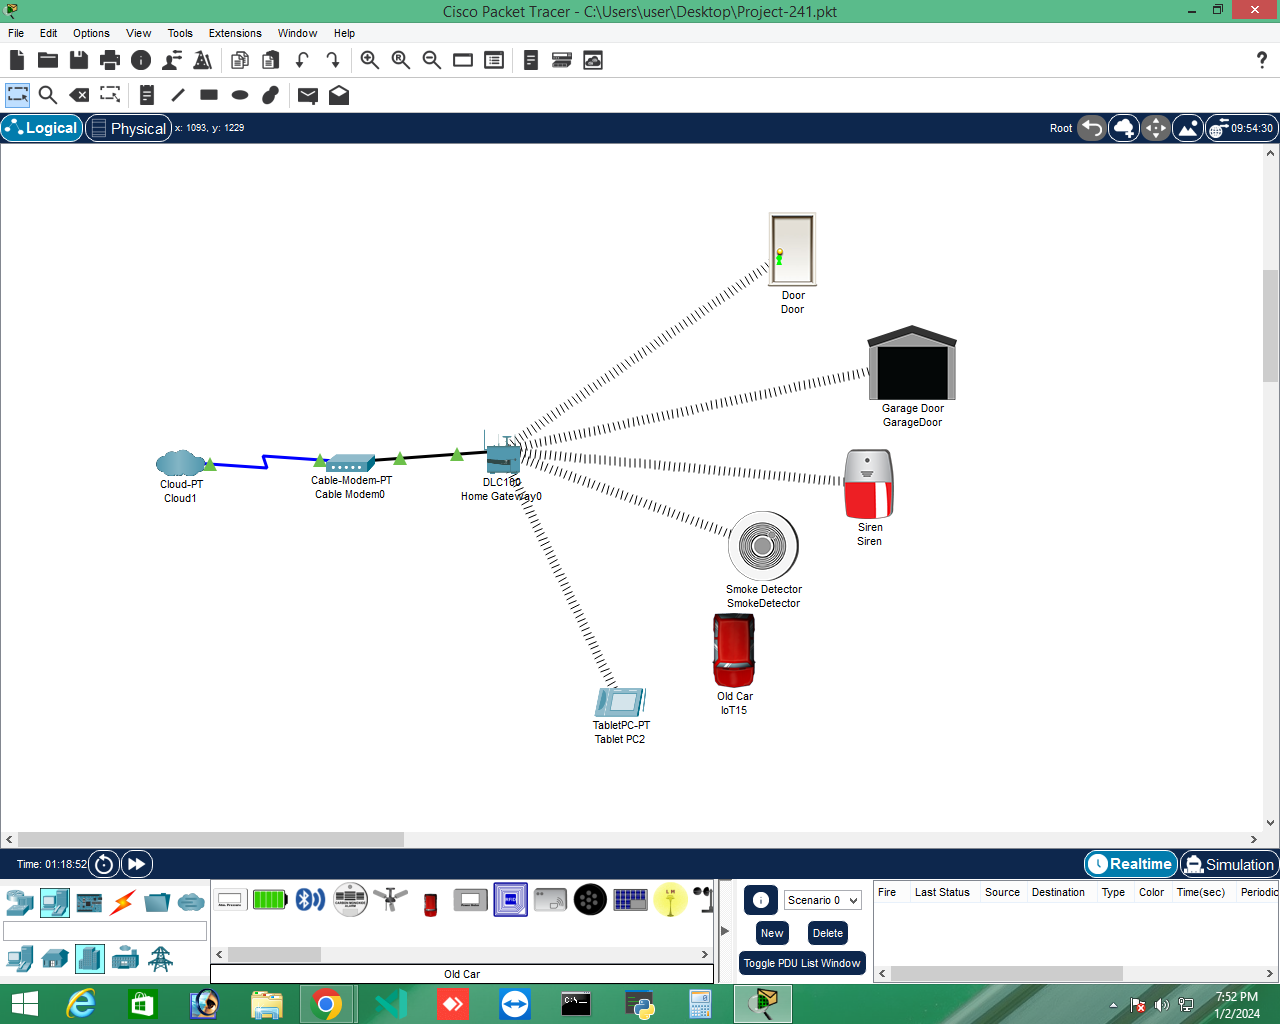 Cisco Packet Tracer - C:\Users\user\Desktop\Project-241.pkt
File Edit Options View Tools Extensions Window Help
Logical Physical x: 1093, y: 1229 Root 09:54:30
Door
Door
Garage Door
GarageDoor
Cloud-PT
Cloud1
Cable-Modem-PT
Cable Modem0
DLC100
Home Gateway0
Siren
Siren
Smoke Detector
SmokeDetector
Old Car
IoT15
TabletPC-PT
Tablet PC2
Time: 01:18:52 Realtime Simulation
Scenario 0
Fire Last Status Source Destination Type Color Time(sec) Periodic
New Delete
Toggle PDU List Window
Old Car
7:52 PM
1/2/2024